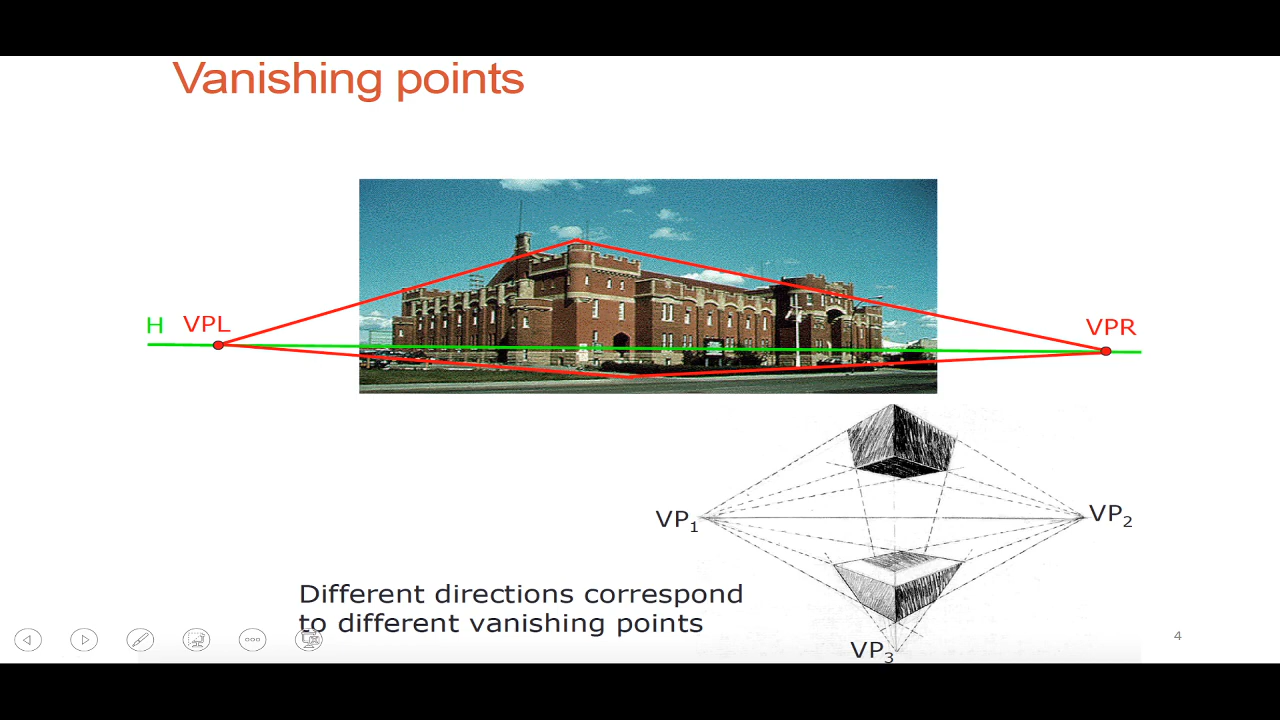 Vanishing points
H VPL
VPR
VP1
VP2
Different directions correspond
to different vanishing points
VP3
4